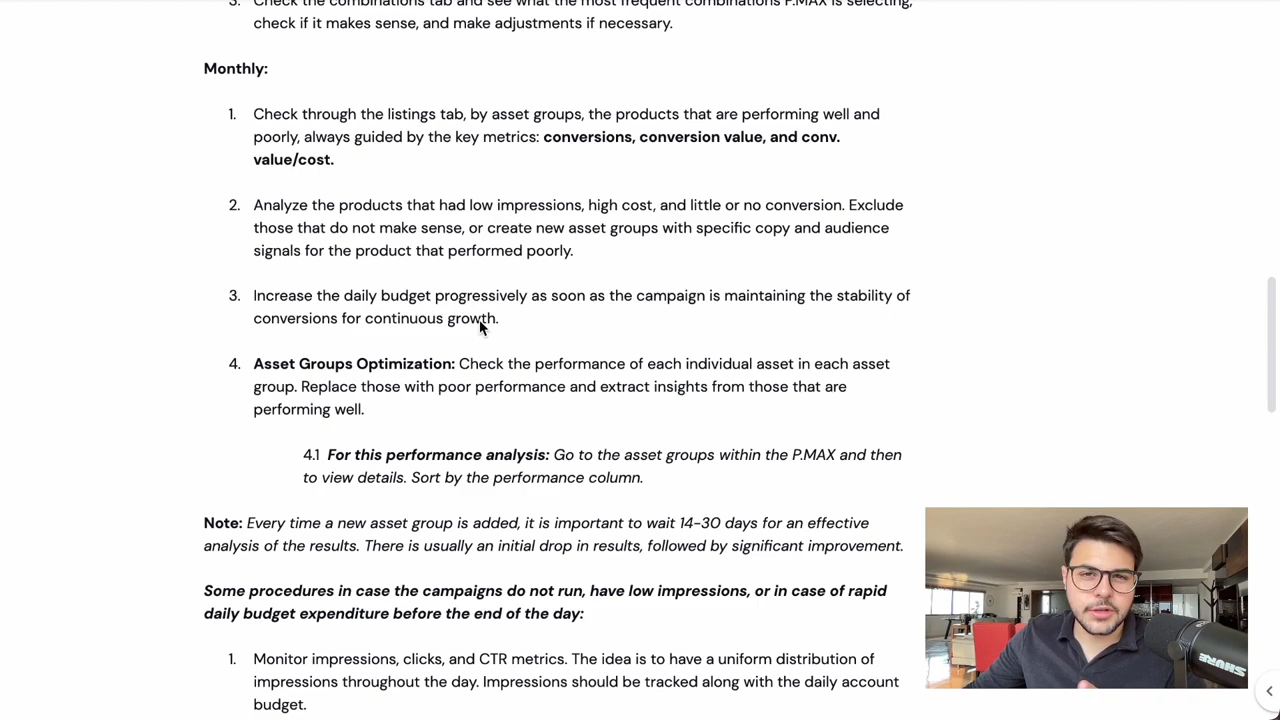 3. Check the combinations tab and see what the most frequent combinations P.MAX is selecting,
check if it makes sense, and make adjustments if necessary.
Monthly:
1. Check through the listings tab, by asset groups, the products that are performing well and
poorly, always guided by the key metrics: conversions, conversion value, and conv.
value/cost.
2. Analyze the products that had low impressions, high cost, and little or no conversion. Exclude
those that do not make sense, or create new asset groups with specific copy and audience
signals for the product that performed poorly.
3. Increase the daily budget progressively as soon as the campaign is maintaining the stability of
conversions for continuous growth.
4. Asset Groups Optimization: Check the performance of each individual asset in each asset
group. Replace those with poor performance and extract insights from those that are
performing well.
4.1 For this performance analysis: Go to the asset groups within the P.MAX and then
to view details. Sort by the performance column.
Note: Every time a new asset group is added, it is important to wait 14-30 days for an effective
analysis of the results. There is usually an initial drop in results, followed by significant improvement.
Some procedures in case the campaigns do not run, have low impressions, or in case of rapid
daily budget expenditure before the end of the day:
1. Monitor impressions, clicks, and CTR metrics. The idea is to have a uniform distribution of
impressions throughout the day. Impressions should be tracked along with the daily account
budget.
SHURE